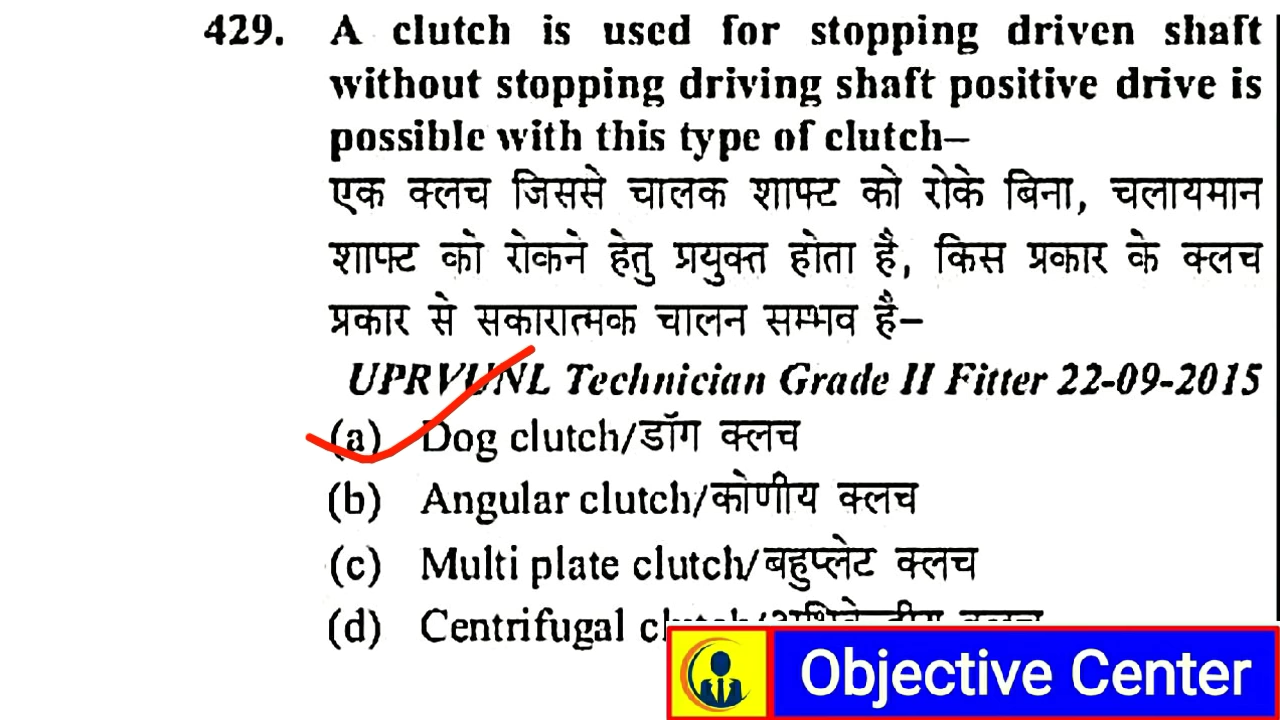 429. A clutch is used for stopping driven shaft
without stopping driving shaft positive drive is
possible with this type of clutch–
एक क्लच जिससे चालक शाफ्ट को रोके बिना, चलायमान
शाफ्ट को रोकने हेतु प्रयुक्त होता है, किस प्रकार के क्लच
प्रकार से सकारात्मक चालन सम्भव है–
UPRVUNL Technician Grade II Fitter 22-09-2015
(a) Dog clutch/डॉग क्लच
(b) Angular clutch/कोणीय क्लच
(c) Multi plate clutch/बहुप्लेट क्लच
(d) Centrifugal
Objective Center